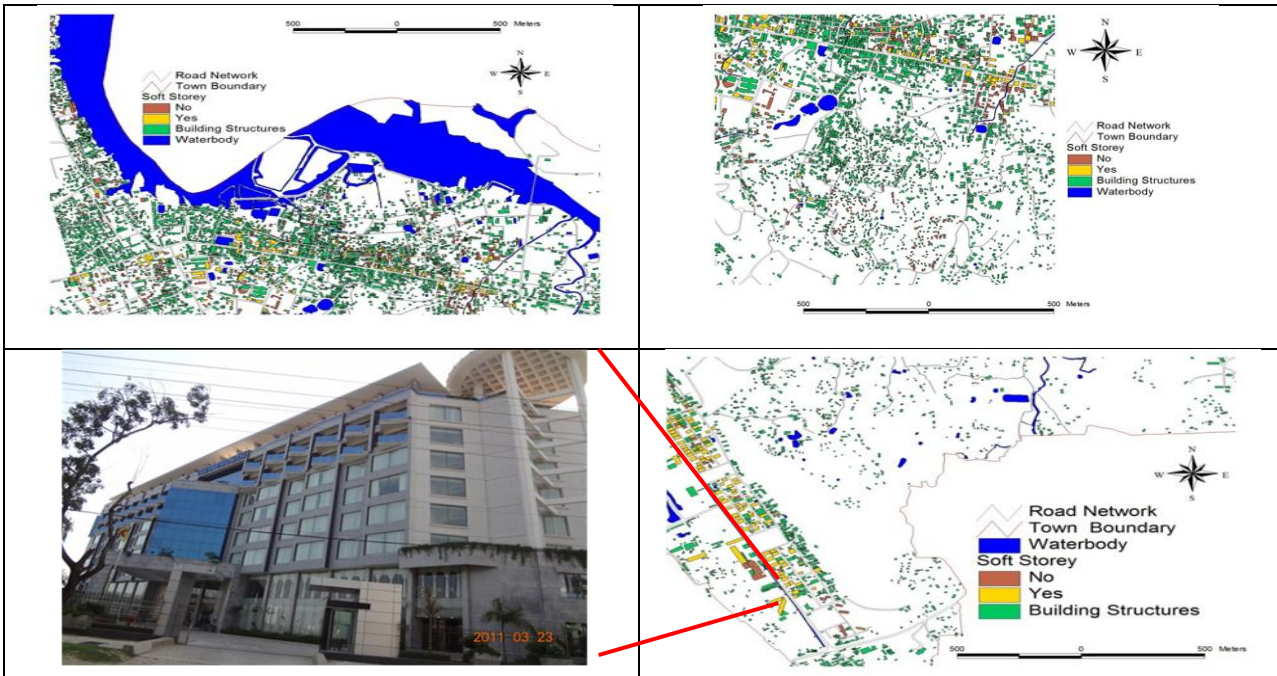 500 0 500 Meters
N
W E
S
Road Network
Town Boundary
Soft Storey
No
Yes
Building Structures
Waterbody
N
W E
S
Road Network
Town Boundary
Soft Storey
No
Yes
Building Structures
Waterbody
500 0 500 Meters
2011 03 23
N
W E
S
Road Network
Town Boundary
Waterbody
Soft Storey
No
Yes
Building Structures
500 0 500 Meters